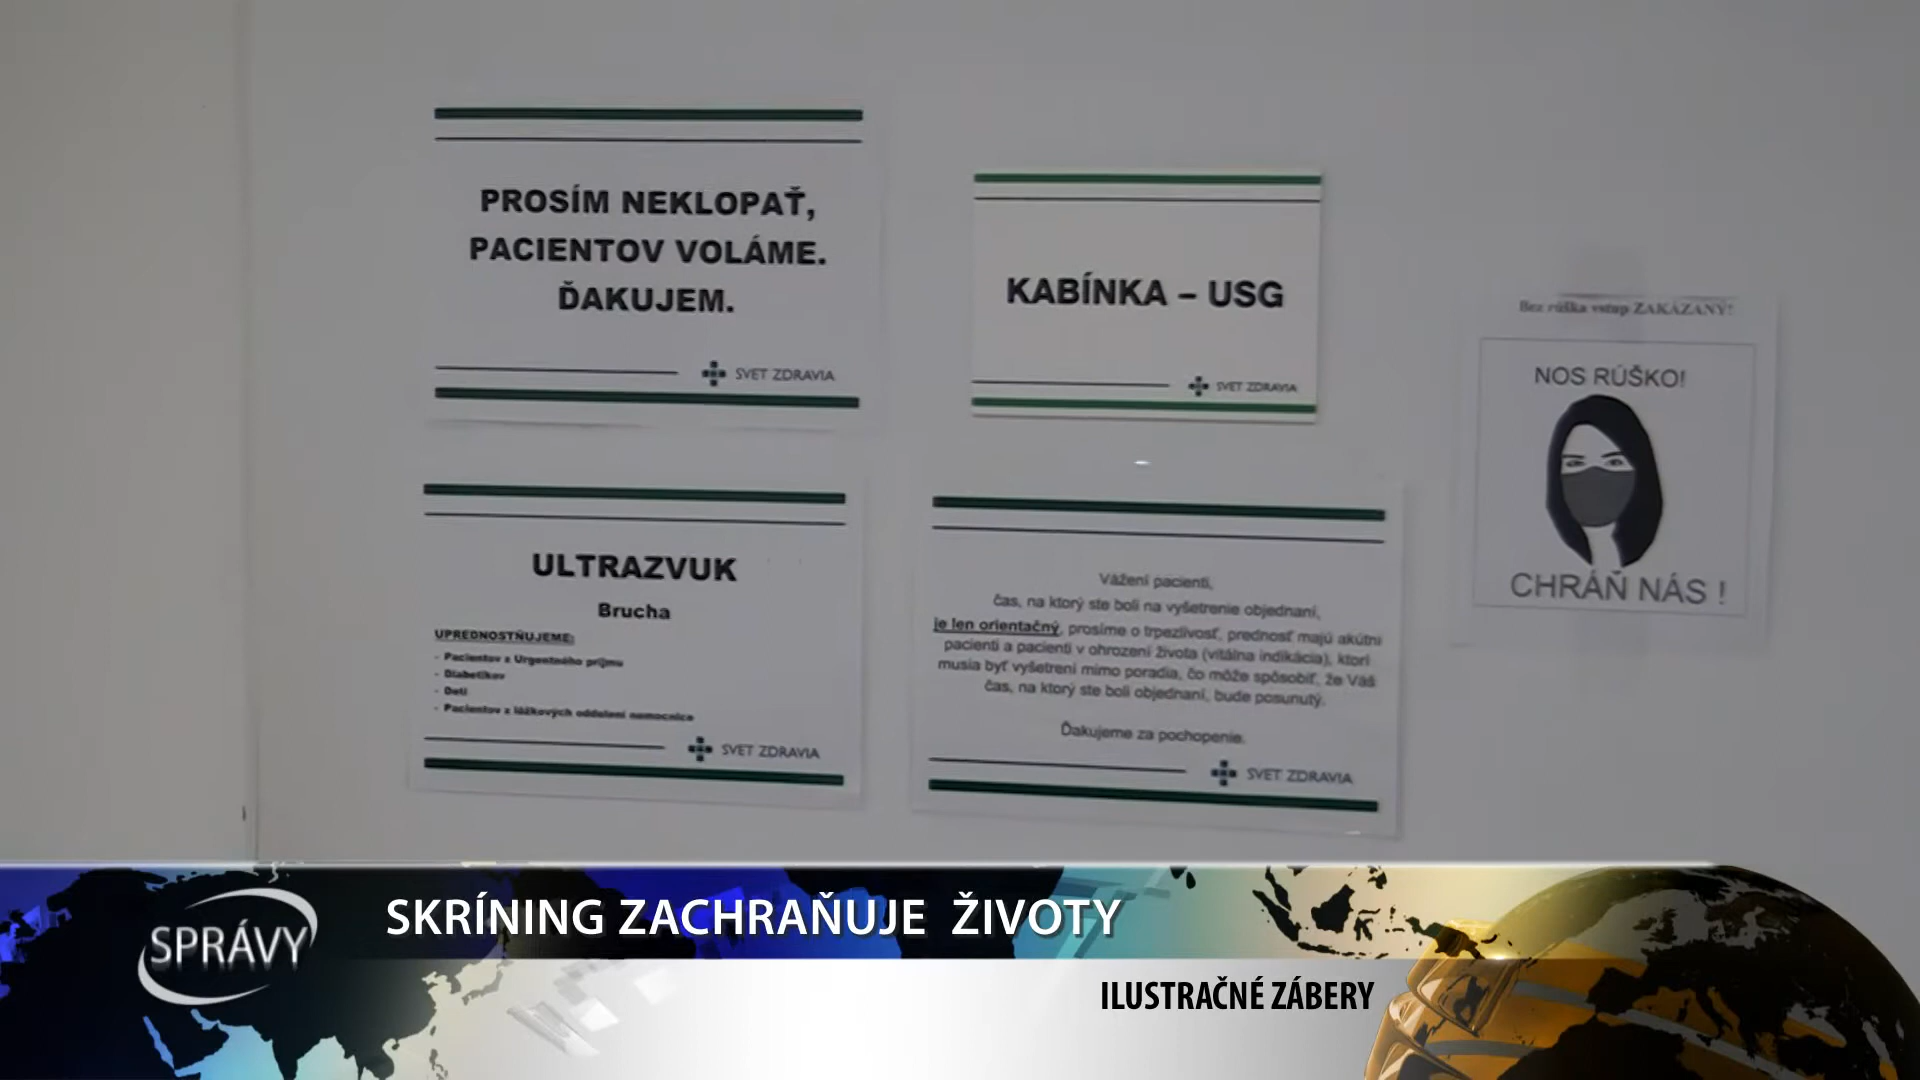 PROSÍM NEKLOPAŤ,
PACIENTOV VOLÁME.
ĎAKUJEM.
SVET ZDRAVIA
KABÍNKA – USG
SVET ZDRAVIA
Bez rúška vstup ZAKÁZANÝ!
NOS RÚŠKO!
CHRÁŇ NÁS !
ULTRAZVUK
Brucha
UPREDNOSTŇUJEME:
- Pacientov z Urgentného príjmu
- Diabetikov
- Deti
- Pacientov z lôžkových oddelení nemocnice
SVET ZDRAVIA
Vážení pacienti,
čas, na ktorý ste boli na vyšetrenie objednaní,
je len orientačný, prosíme o trpezlivosť, prednosť majú akútni
pacienti a pacienti v ohrození života (vitálna indikácia), ktorí
musia byť vyšetrení mimo poradia, čo môže spôsobiť, že Váš
čas, na ktorý ste boli objednaní, bude posunutý.
Ďakujeme za pochopenie.
SVET ZDRAVIA
SPRÁVY
SKRÍNING ZACHRAŇUJE ŽIVOTY
ILUSTRAČNÉ ZÁBERY